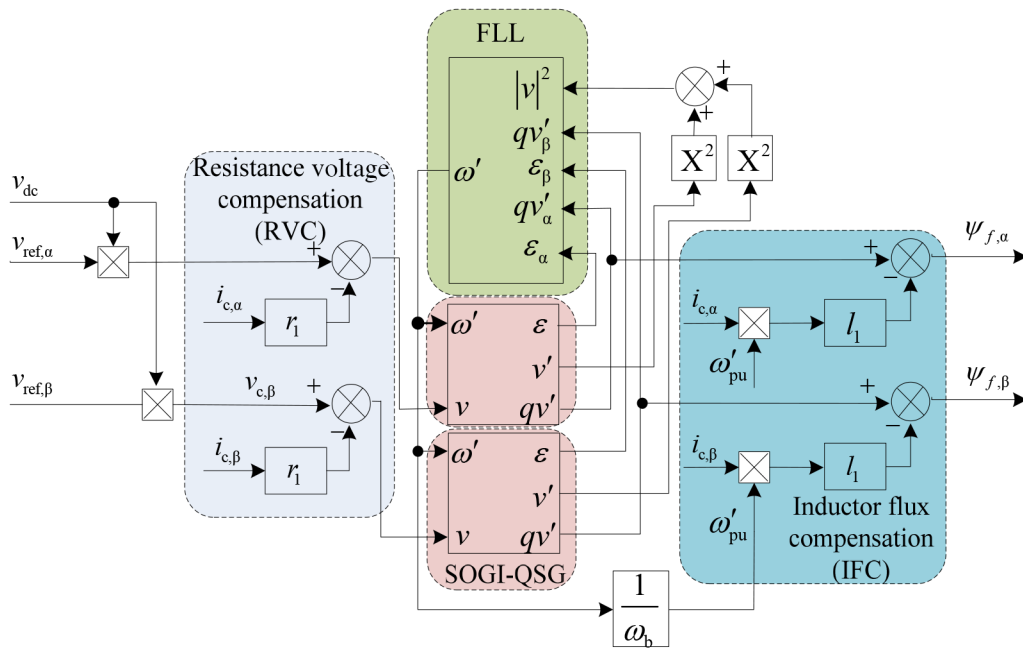 FLL
|v|²
qv′β
εβ
ω′
qv′α
εα
+
+
X²
X²
Resistance voltage
compensation
(RVC)
vdc
vref,α
+
−
ic,α
r1
vref,β
vc,β
+
−
ic,β
r1
ω′
ε
v′
v
qv′
ω′
ε
v′
v
qv′
SOGI-QSG
+
−
ψf,α
ic,α
l1
ω′pu
+
−
ψf,β
ic,β
l1
ω′pu
Inductor flux
compensation
(IFC)
1
ωb